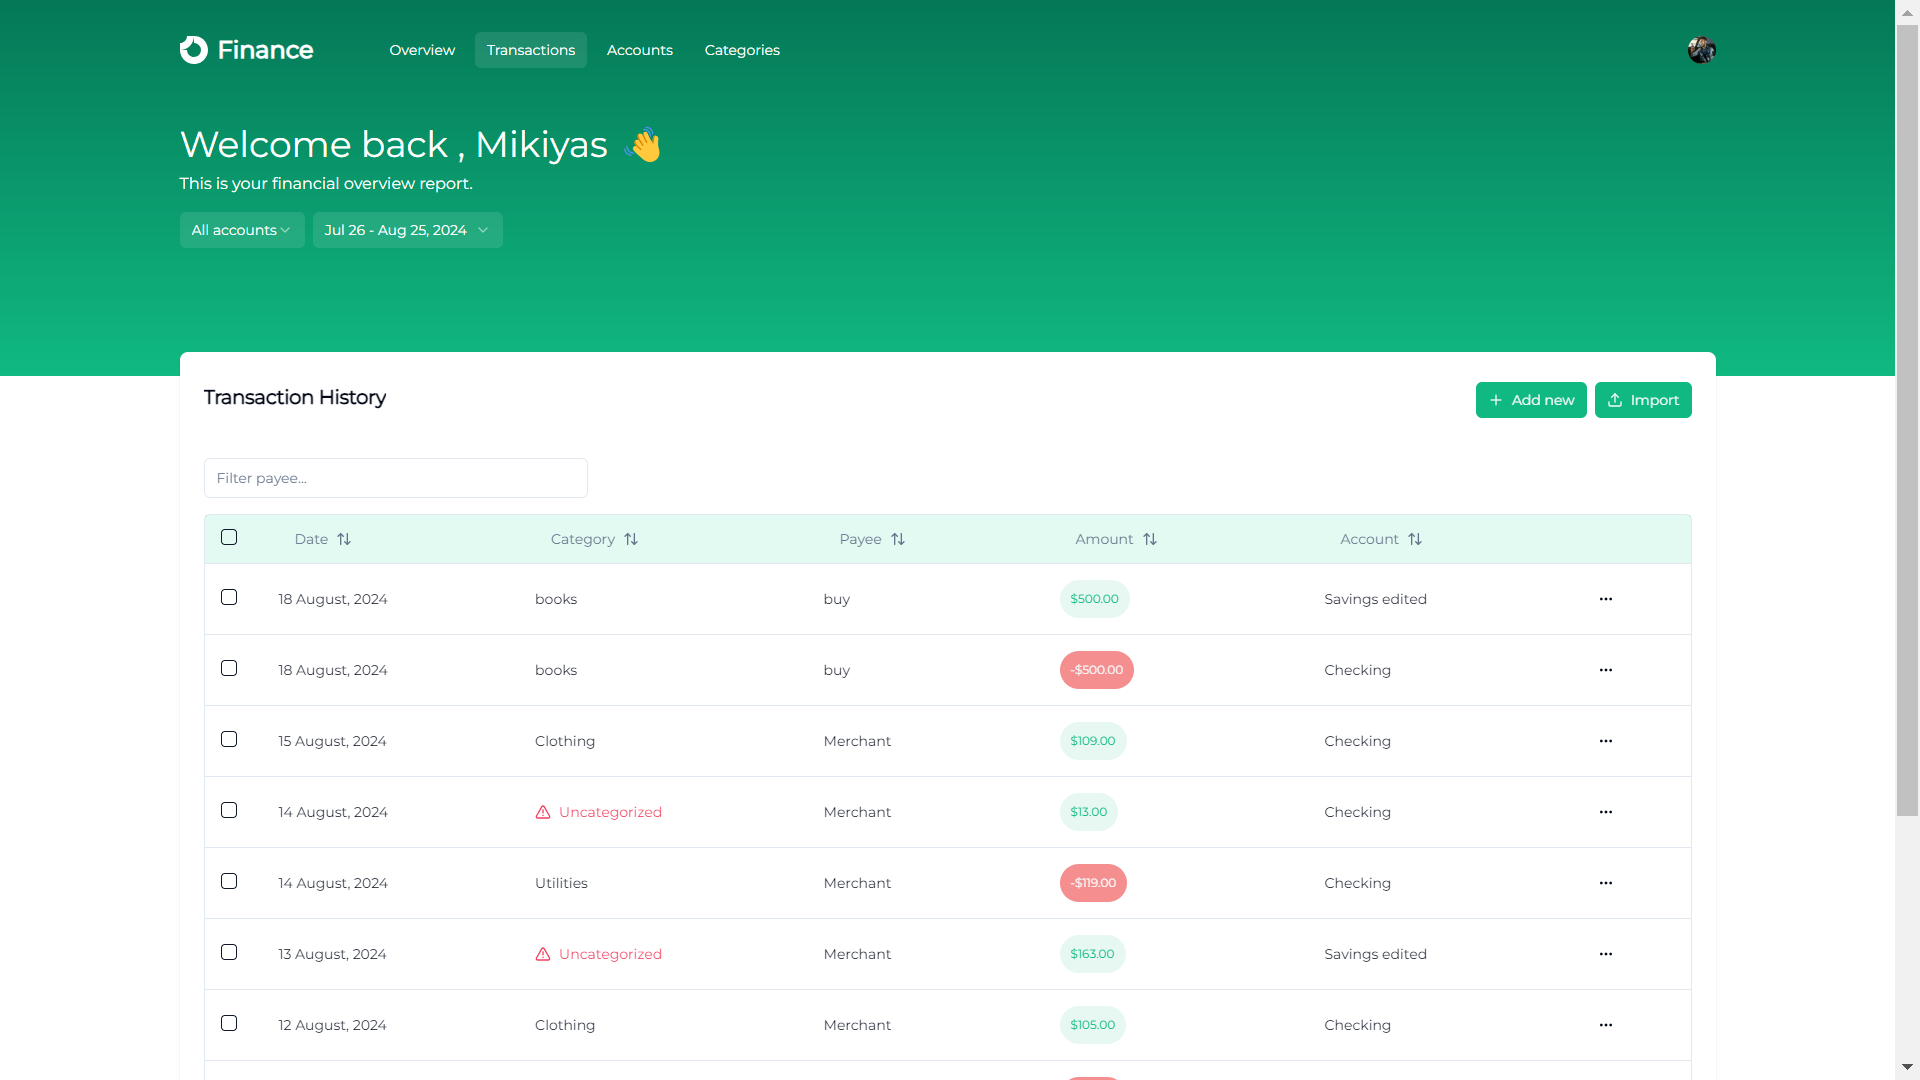 Finance
Overview Transactions Accounts Categories
Welcome back , Mikiyas 👋
This is your financial overview report.
All accounts Jul 26 - Aug 25, 2024
Transaction History
Add new Import
Filter payee...
Date Category Payee Amount Account
18 August, 2024 books buy $500.00 Savings edited ...
18 August, 2024 books buy -$500.00 Checking ...
15 August, 2024 Clothing Merchant $109.00 Checking ...
14 August, 2024 Uncategorized Merchant $13.00 Checking ...
14 August, 2024 Utilities Merchant -$119.00 Checking ...
13 August, 2024 Uncategorized Merchant $163.00 Savings edited ...
12 August, 2024 Clothing Merchant $105.00 Checking ...